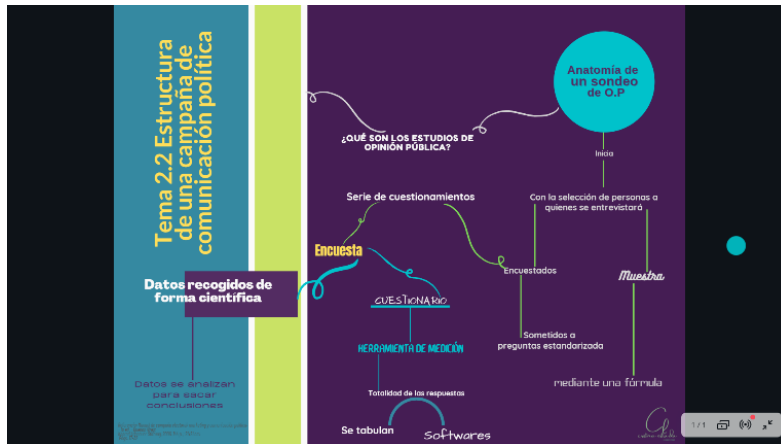 Tema 2.2 Estructura
de una campaña de
comunicación política
Anatomía de
un sondeo
de O.P
¿QUÉ SON LOS ESTUDIOS DE
OPINIÓN PÚBLICA?
Inicia
Serie de cuestionamientos
Con la selección de personas a
quienes se entrevistará
Encuesta
Datos recogidos de
forma científica
Encuestados
Muestra
CUESTIONARIO
Sometidos a
preguntas estandarizada
HERRAMIENTA DE MEDICIÓN
Datos se analizan
para sacar
conclusiones
Totalidad de las respuestas
mediante una fórmula
Se tabulan
Softwares
1/1